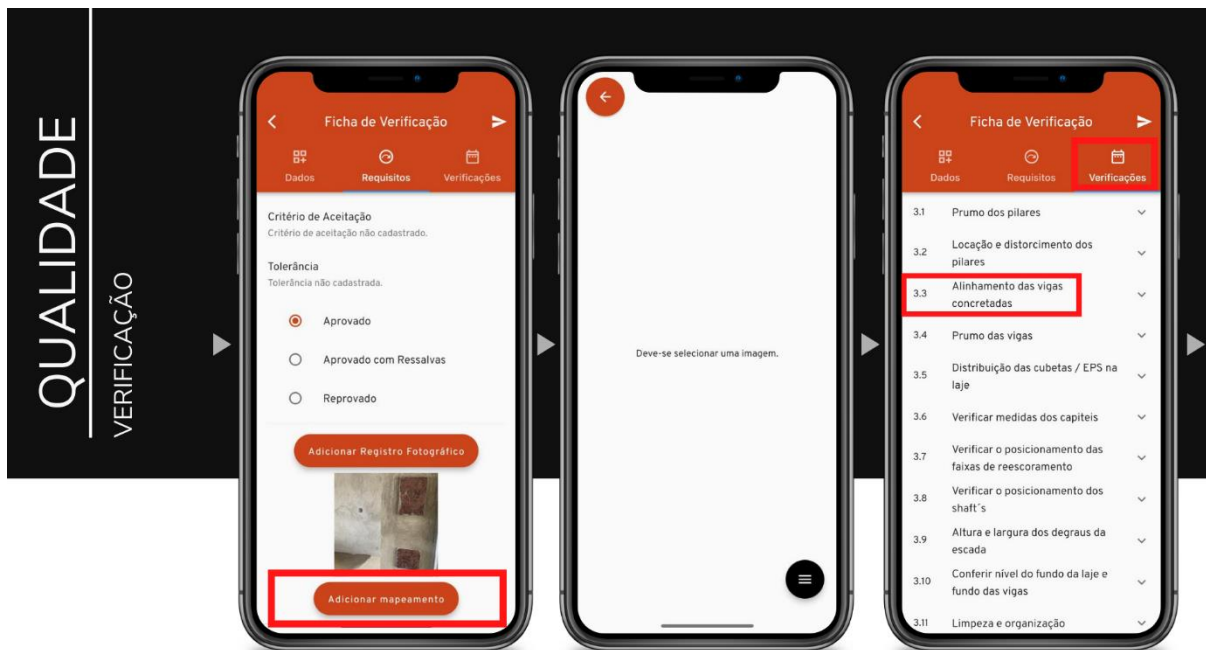 QUALIDADE
VERIFICAÇÃO
Ficha de Verificação
Dados
Requisitos
Verificações
Critério de Aceitação
Critério de aceitação não cadastrado.
Tolerância
Tolerância não cadastrada.
Aprovado
Aprovado com Ressalvas
Reprovado
Adicionar Registro Fotográfico
Adicionar mapeamento
Deve-se selecionar uma imagem.
Ficha de Verificação
Dados
Requisitos
Verificações
3.1 Prumo dos pilares
3.2 Locação e distorcimento dos
pilares
3.3 Alinhamento das vigas
concretadas
3.4 Prumo das vigas
3.5 Distribuição das cubetas / EPS na
laje
3.6 Verificar medidas dos capiteis
3.7 Verificar o posicionamento das
faixas de reescoramento
3.8 Verificar o posicionamento dos
shaft´s
3.9 Altura e largura dos degraus da
escada
3.10 Conferir nível do fundo da laje e
fundo das vigas
3.11 Limpeza e organização